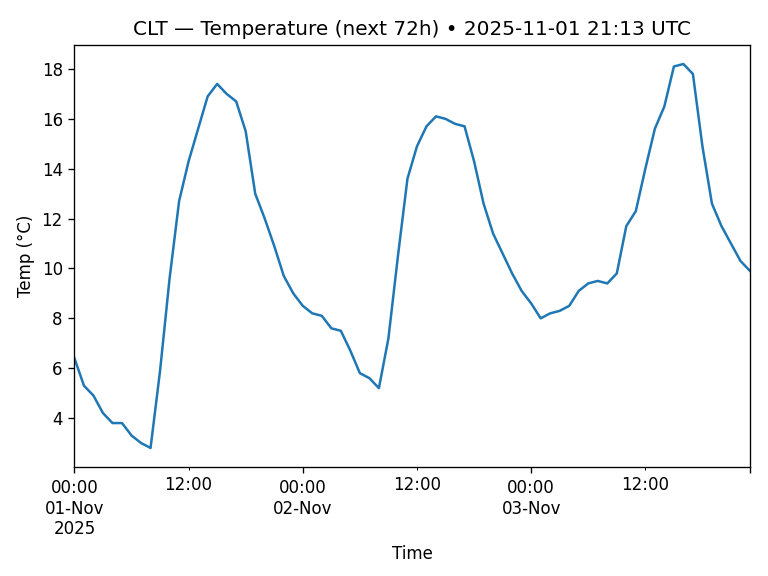 CLT — Temperature (next 72h) • 2025-11-01 21:13 UTC
18
16
14
12
10
8
6
4
Temp (°C)
00:00 12:00 00:00 12:00 00:00 12:00
01-Nov 02-Nov 03-Nov
2025
Time